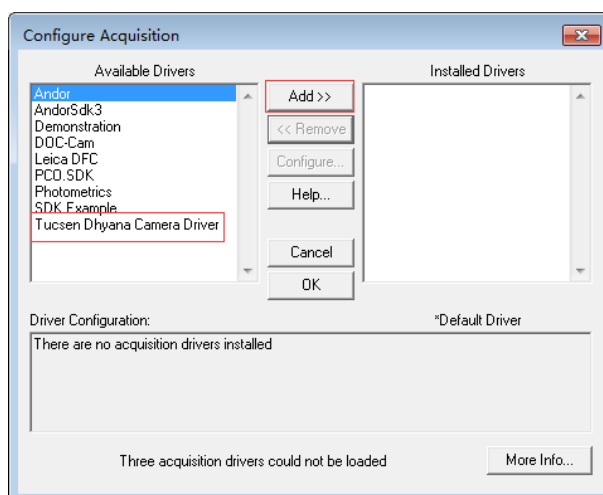 Configure Acquisition
Available Drivers
Installed Drivers
Andor
AndorSdk3
Demonstration
DOC-Cam
Leica DFC
PCO.SDK
Photometrics
SDK Example
Tucsen Dhyana Camera Driver
Add >>
<< Remove
Configure...
Help...
Cancel
OK
Driver Configuration:
*Default Driver
There are no acquisition drivers installed
Three acquisition drivers could not be loaded
More Info...